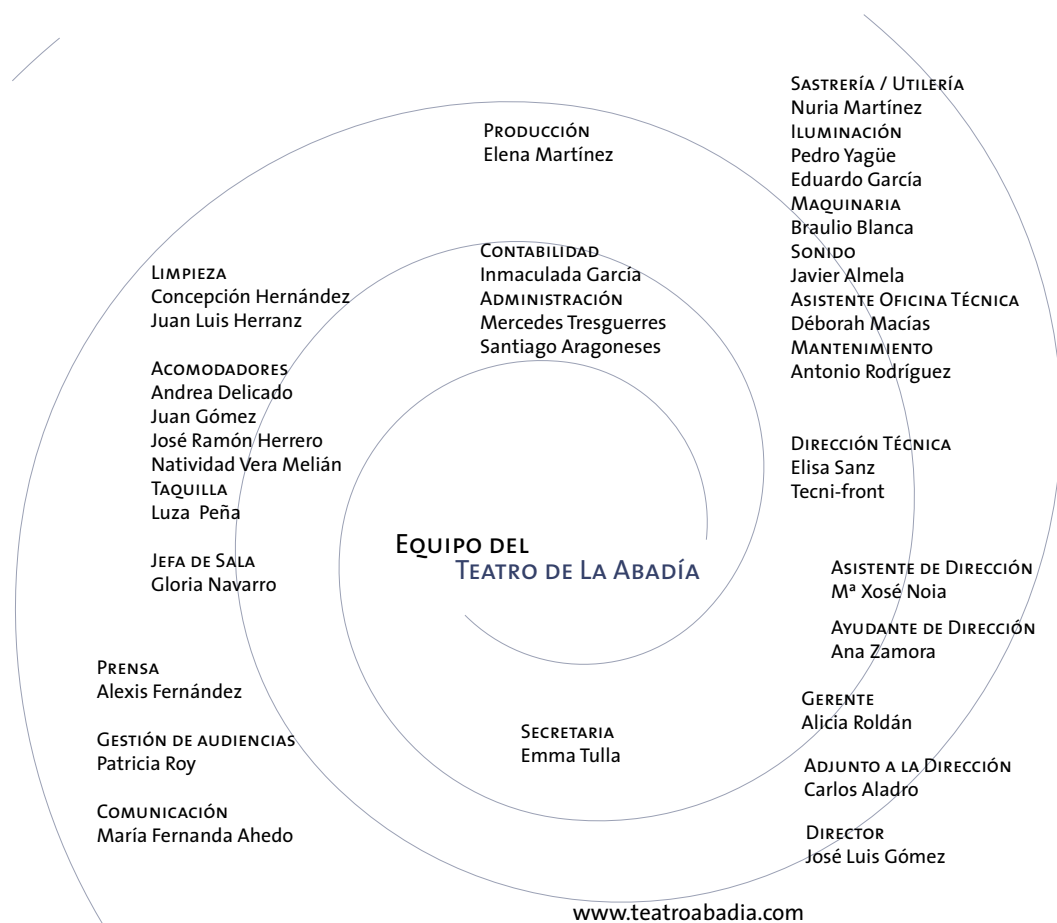 Sastrería / Utilería
Nuria Martínez
Iluminación
Pedro Yagüe
Eduardo García
Maquinaria
Braulio Blanca
Sonido
Javier Almela
Asistente Oficina Técnica
Déborah Macías
Mantenimiento
Antonio Rodríguez
Producción
Elena Martínez
Contabilidad
Inmaculada García
Administración
Mercedes Tresguerres
Santiago Aragoneses
Limpieza
Concepción Hernández
Juan Luis Herranz
Acomodadores
Andrea Delicado
Juan Gómez
José Ramón Herrero
Natividad Vera Melián
Taquilla
Luza Peña
Jefa de Sala
Gloria Navarro
Dirección Técnica
Elisa Sanz
Tecni-front
Equipo del
Teatro de La Abadía
Asistente de Dirección
Mª Xosé Noia
Ayudante de Dirección
Ana Zamora
Prensa
Alexis Fernández
Gestión de audiencias
Patricia Roy
Comunicación
María Fernanda Ahedo
Secretaria
Emma Tulla
Gerente
Alicia Roldán
Adjunto a la Dirección
Carlos Aladro
Director
José Luis Gómez
www.teatroabadia.com